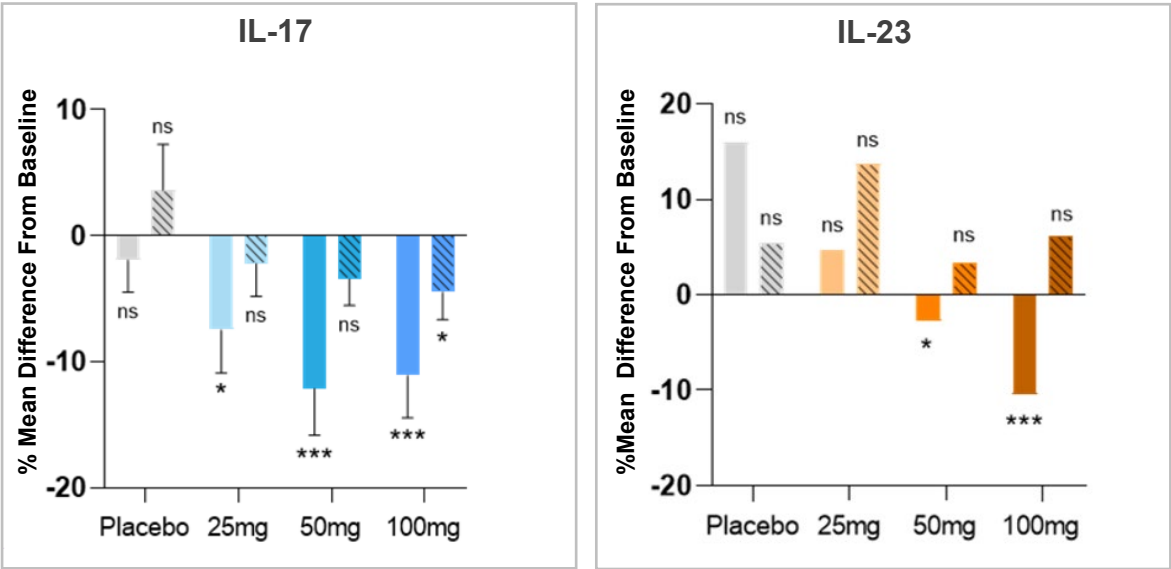 IL-17
% Mean Difference From Baseline
10
0
-10
-20
ns
ns
*
ns
***
ns
***
*
Placebo 25mg 50mg 100mg
IL-23
%Mean Difference From Baseline
20
10
0
-10
-20
ns
ns
ns
ns
*
ns
***
ns
Placebo 25mg 50mg 100mg